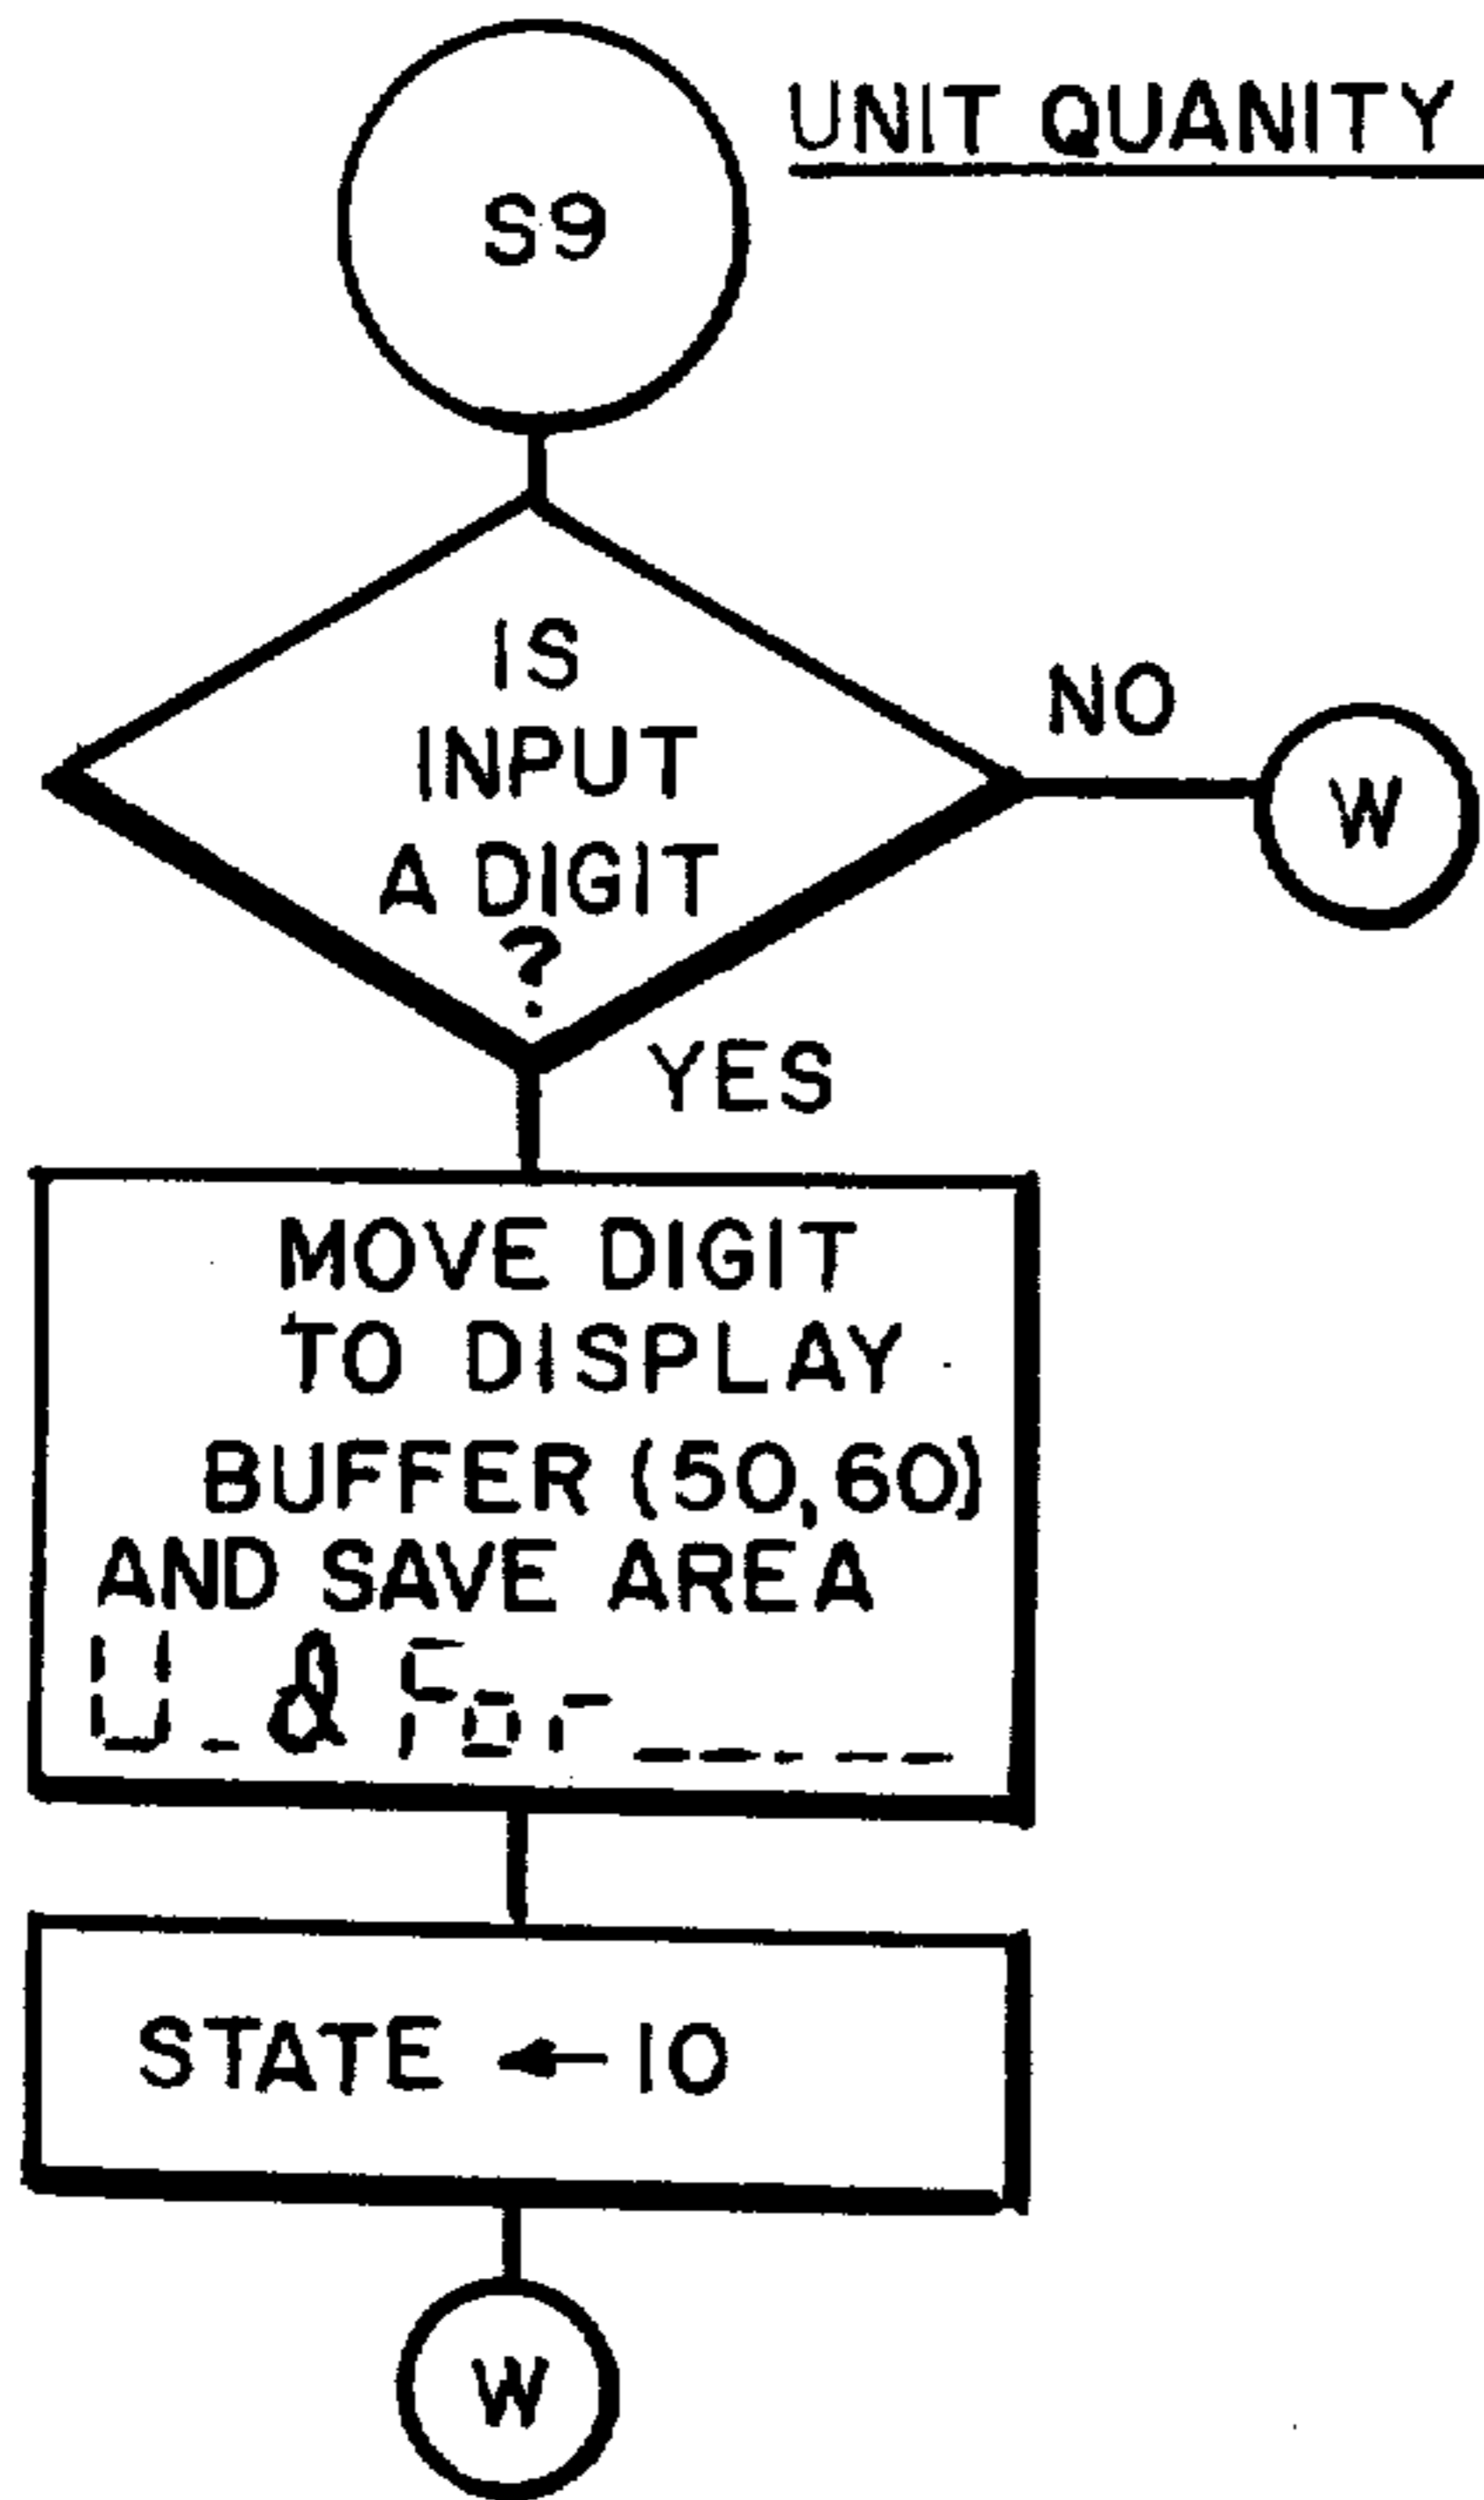 S9
UNIT QUANITY
IS
INPUT
A DIGIT
?
NO
W
YES
MOVE DIGIT
TO DISPLAY
BUFFER (50,60)
AND SAVE AREA
U_& For _ _ _ _ _
STATE ← 10
W